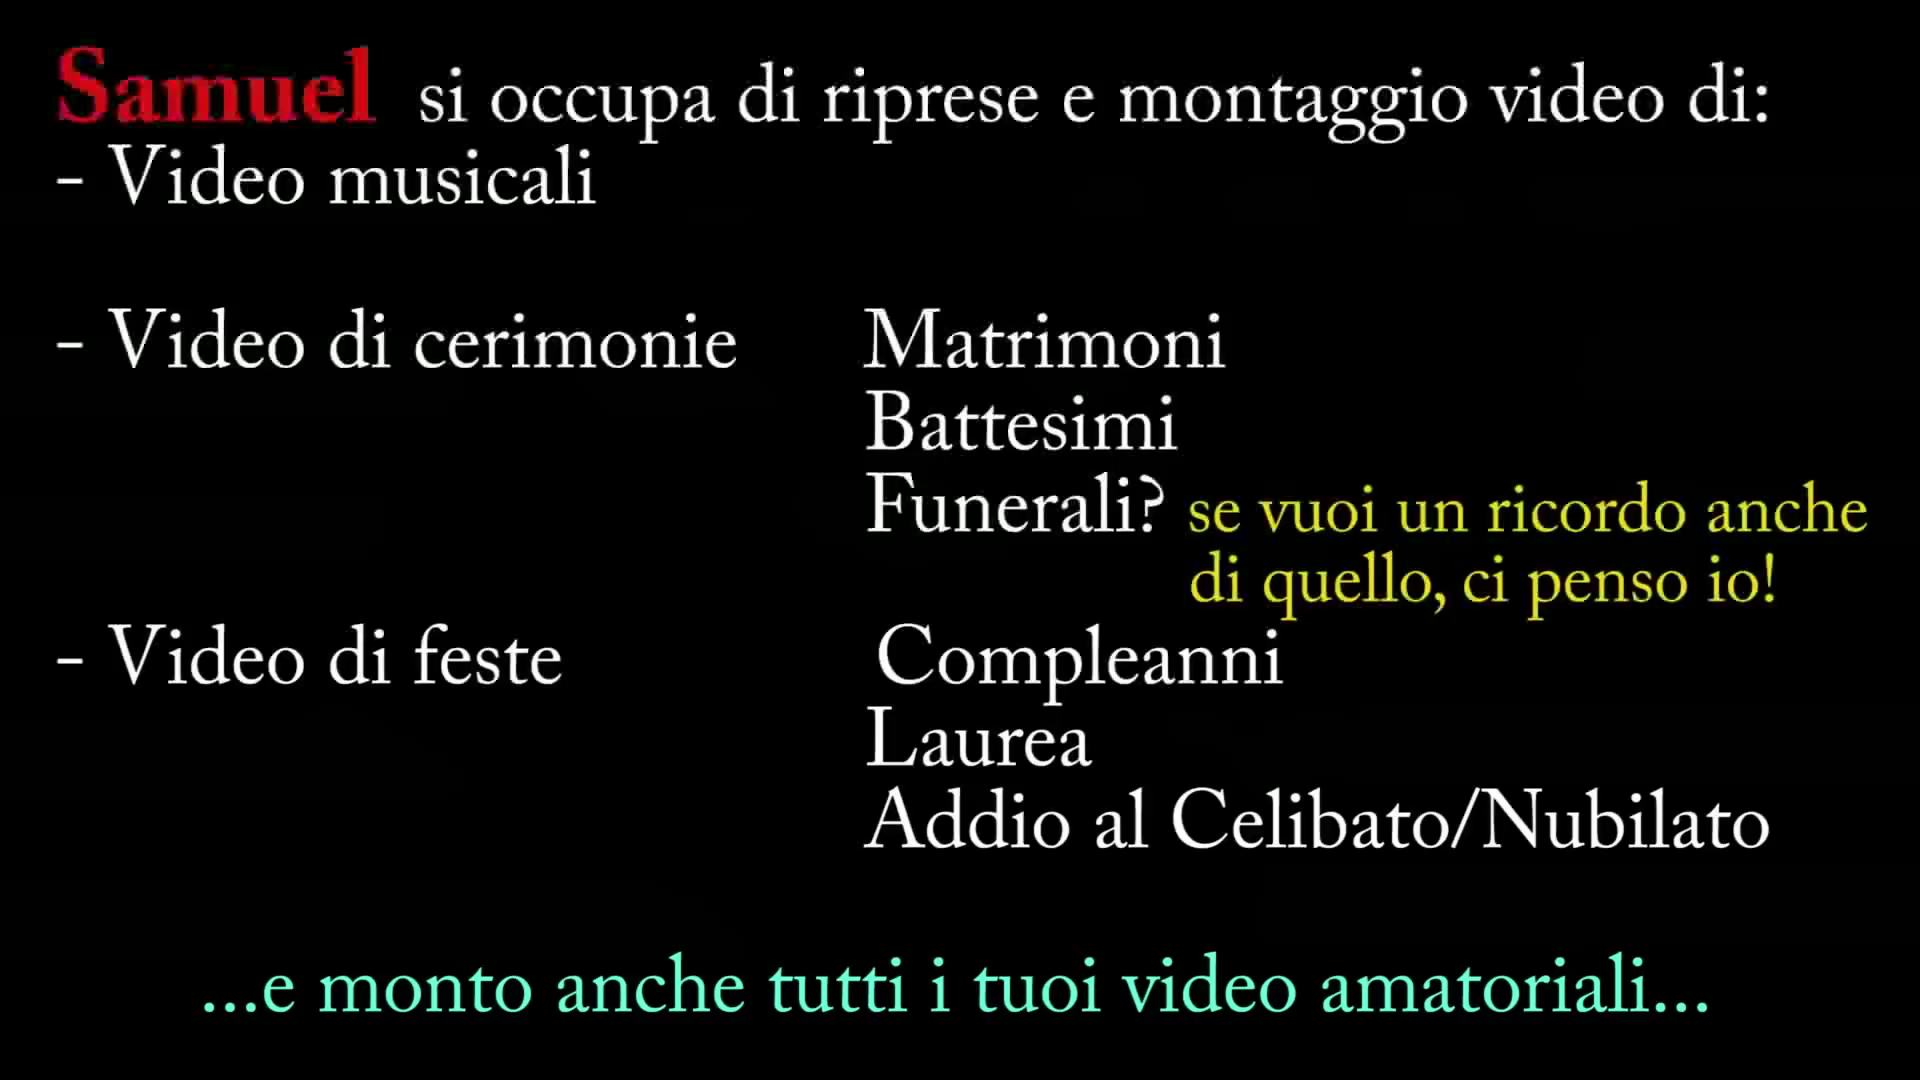 Samuel si occupa di riprese e montaggio video di:
- Video musicali
- Video di cerimonie Matrimoni
Battesimi
Funerali? se vuoi un ricordo anche
di quello, ci penso io!
- Video di feste Compleanni
Laurea
Addio al Celibato/Nubilato
...e monto anche tutti i tuoi video amatoriali...